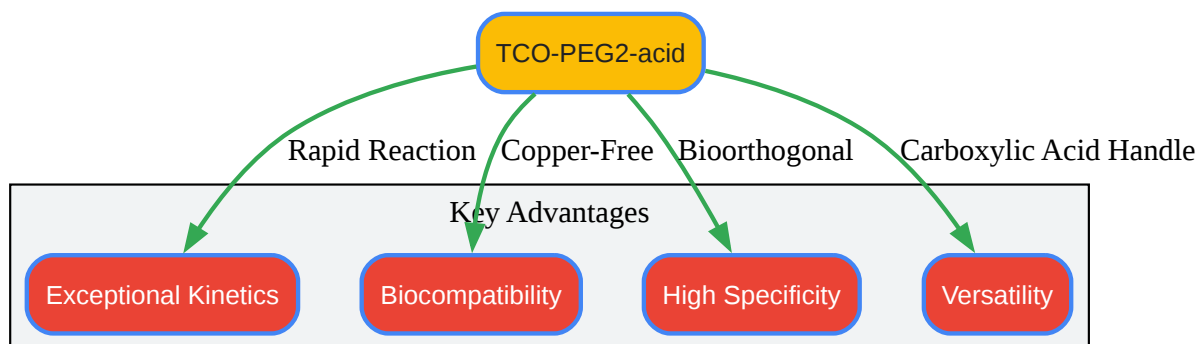 TCO-PEG2-acid
Rapid Reaction
Copper-Free
Bioorthogonal
Carboxylic Acid Handle
Key Advantages
Exceptional Kinetics
Biocompatibility
High Specificity
Versatility